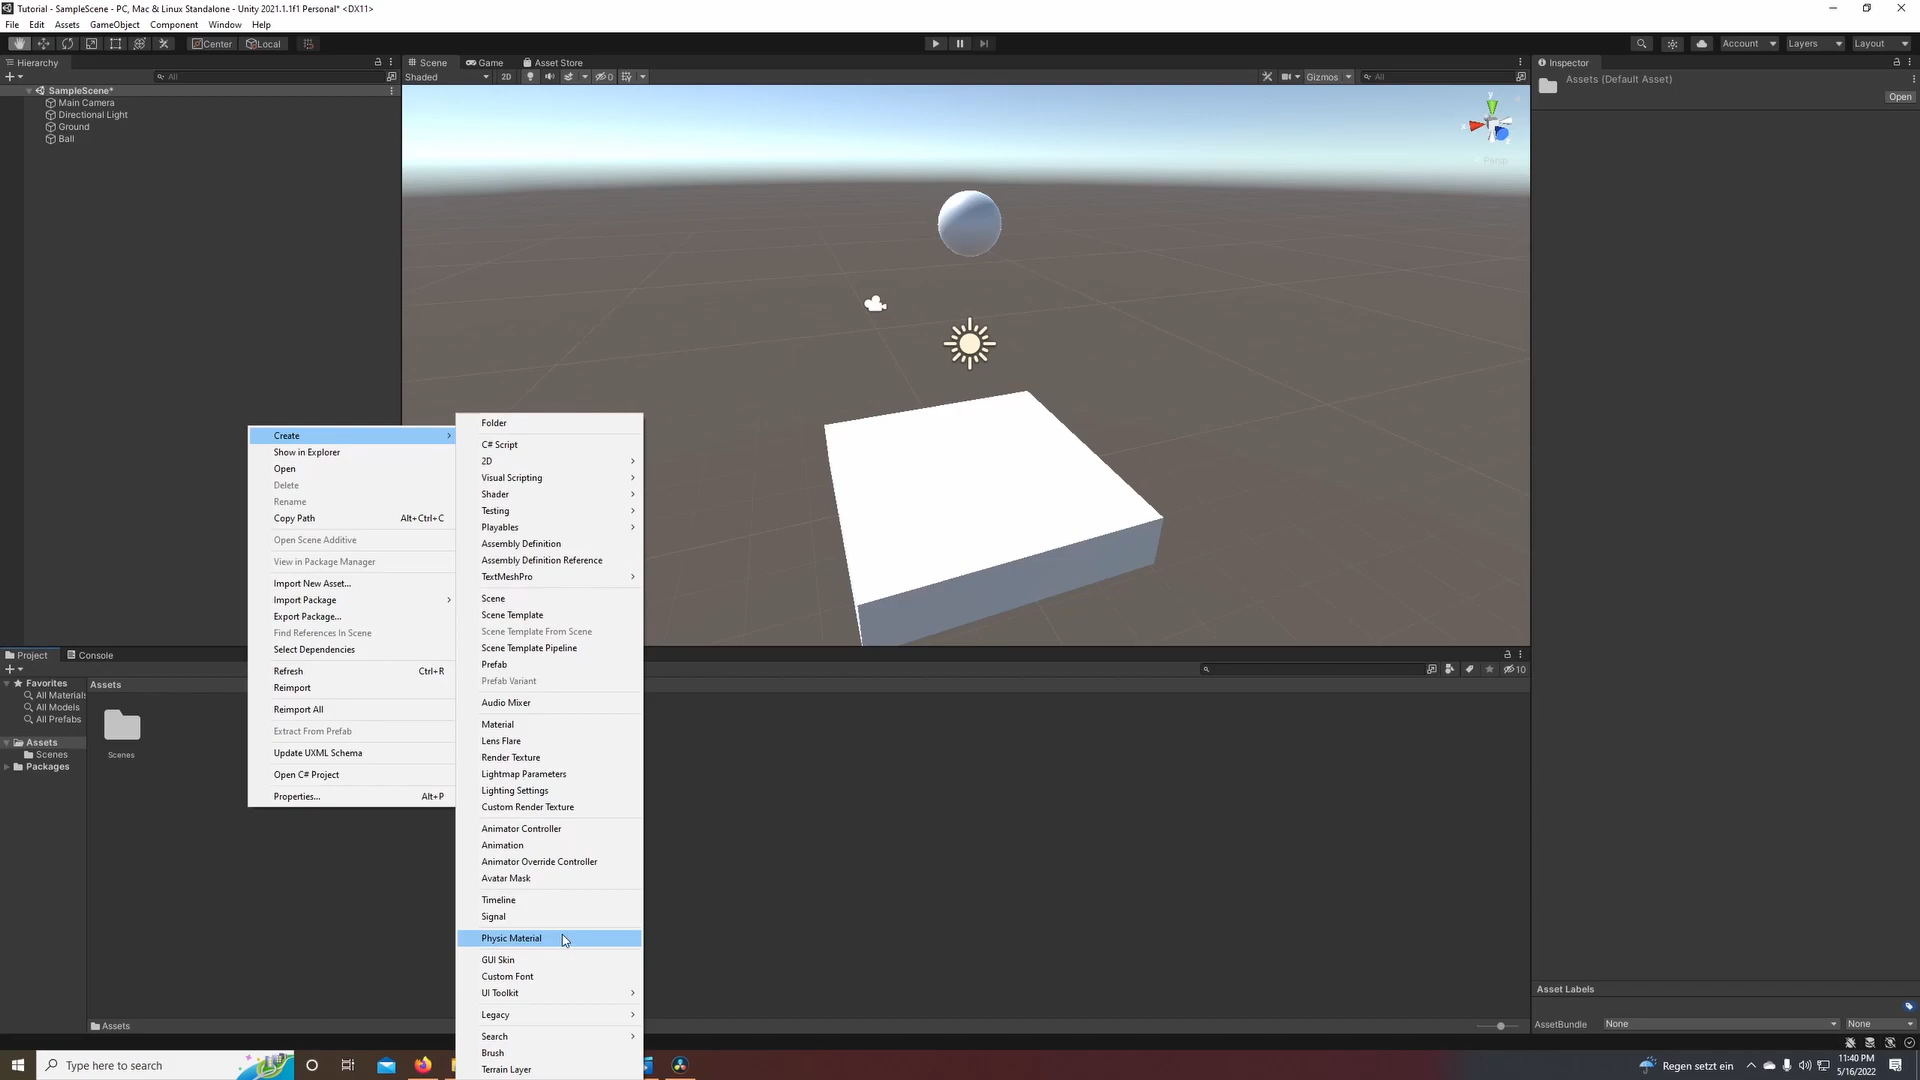 Tutorial - SampleScene - PC, Mac & Linux Standalone - Unity 2021.1.1f1 Personal* <DX11>
File Edit Assets GameObject Component Window Help
Center Local
Account Layers Layout
Hierarchy
All
SampleScene*
Main Camera
Directional Light
Ground
Ball
Scene Game Asset Store
Shaded 2D 0 Gizmos All
y
x
z
Persp
Inspector
Assets (Default Asset)
Open
Create
Show in Explorer
Open
Delete
Rename
Copy Path Alt+Ctrl+C
Open Scene Additive
View in Package Manager
Import New Asset...
Import Package
Export Package...
Find References In Scene
Select Dependencies
Refresh Ctrl+R
Reimport
Reimport All
Extract From Prefab
Update UXML Schema
Open C# Project
Properties... Alt+P
Folder
C# Script
2D
Visual Scripting
Shader
Testing
Playables
Assembly Definition
Assembly Definition Reference
TextMeshPro
Scene
Scene Template
Scene Template From Scene
Scene Template Pipeline
Prefab
Prefab Variant
Audio Mixer
Material
Lens Flare
Render Texture
Lightmap Parameters
Lighting Settings
Custom Render Texture
Animator Controller
Animation
Animator Override Controller
Avatar Mask
Timeline
Signal
Physic Material
GUI Skin
Custom Font
UI Toolkit
Legacy
Search
Brush
Terrain Layer
Project Console
10
Favorites
All Materials
All Models
All Prefabs
Assets
Scenes
Packages
Assets
Scenes
Assets
Asset Labels
AssetBundle None None
Type here to search
Regen setzt ein
11:40 PM
5/16/2022